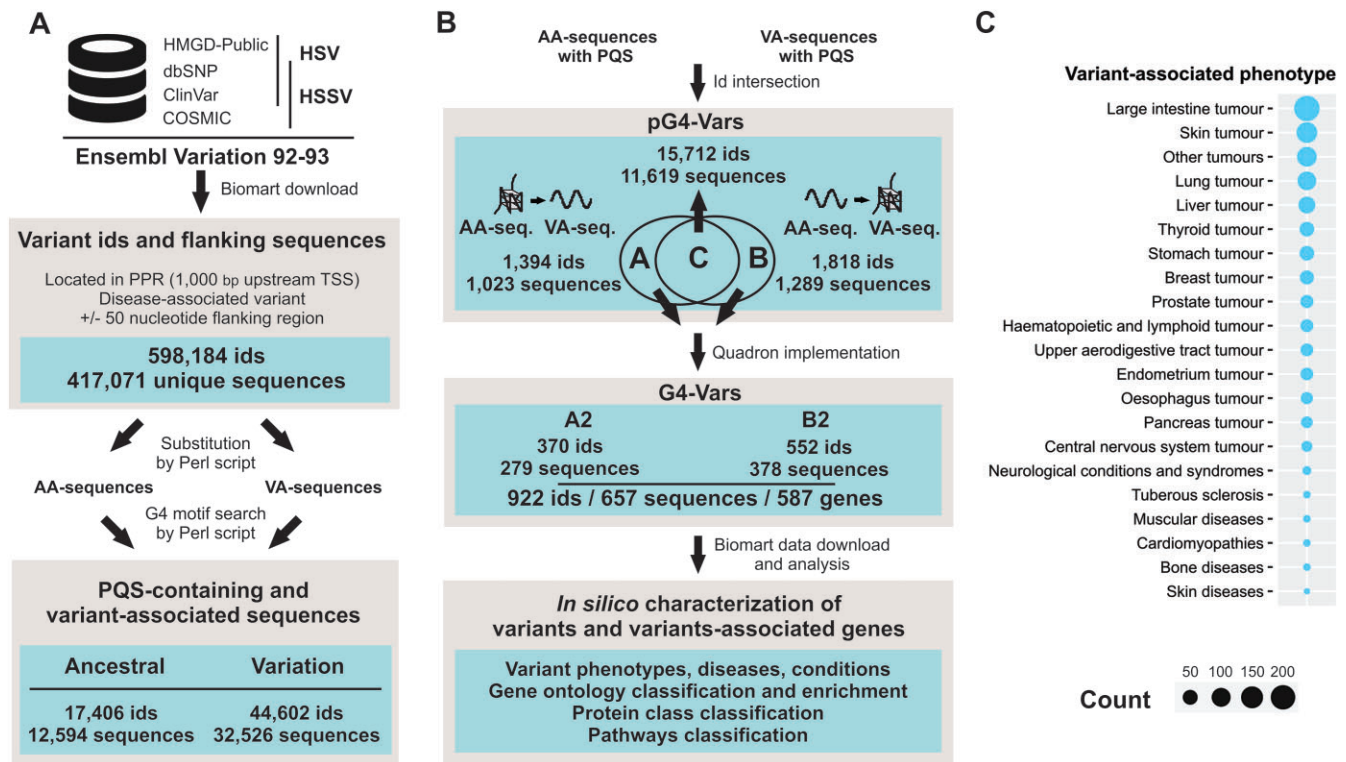 A
HMGD-Public
dbSNP
ClinVar
COSMIC
HSV
HSSV
Ensembl Variation 92-93
Biomart download
Variant ids and flanking sequences
Located in PPR (1,000 bp upstream TSS)
Disease-associated variant
+/- 50 nucleotide flanking region
598,184 ids
417,071 unique sequences
Substitution
by Perl script
AA-sequences
VA-sequences
G4 motif search
by Perl script
PQS-containing and
variant-associated sequences
Ancestral
Variation
17,406 ids
44,602 ids
12,594 sequences
32,526 sequences
B
AA-sequences
with PQS
VA-sequences
with PQS
Id intersection
pG4-Vars
15,712 ids
11,619 sequences
AA-seq. VA-seq.
AA-seq. VA-seq.
A
C
B
1,394 ids
1,023 sequences
1,818 ids
1,289 sequences
Quadron implementation
G4-Vars
A2
B2
370 ids
552 ids
279 sequences
378 sequences
922 ids / 657 sequences / 587 genes
Biomart data download
and analysis
In silico characterization of
variants and variants-associated genes
Variant phenotypes, diseases, conditions
Gene ontology classification and enrichment
Protein class classification
Pathways classification
C
Variant-associated phenotype
Large intestine tumour
Skin tumour
Other tumours
Lung tumour
Liver tumour
Thyroid tumour
Stomach tumour
Breast tumour
Prostate tumour
Haematopoietic and lymphoid tumour
Upper aerodigestive tract tumour
Endometrium tumour
Oesophagus tumour
Pancreas tumour
Central nervous system tumour
Neurological conditions and syndromes
Tuberous sclerosis
Muscular diseases
Cardiomyopathies
Bone diseases
Skin diseases
50 100 150 200
Count